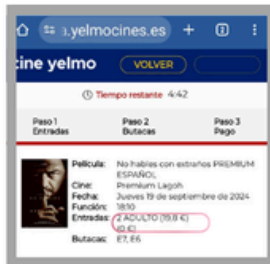 a.yelmocines.es
cine yelmo
VOLVER
Tiempo restante 4:42
Paso 1
Entradas
Paso 2
Butacas
Paso 3
Pago
Película: No hables con extraños PREMIUM
ESPAÑOL
Cine: Premium Lagoh
Fecha: Jueves 19 de septiembre de 2024
Función: 18:10
Entradas: 2 ADULTO (19,8 €)
(0 €)
Butacas: E7, E6